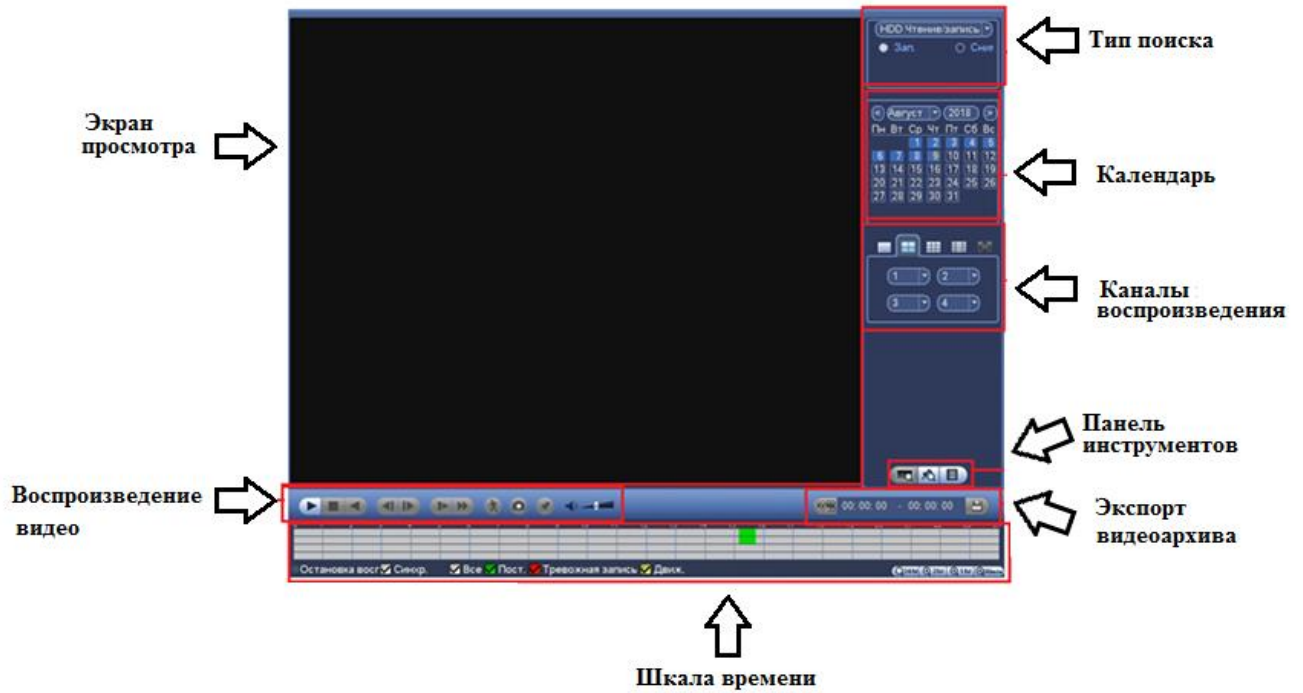 HDD Чтение/запись
Зап.
Тип поиска
Экран
просмотра
Август 2018
Пн Вт Ср Чт Пт Сб Вс
1 2 3 4 5
6 7 8 9 10 11 12
13 14 15 16 17 18 19
20 21 22 23 24 25 26
27 28 29 30 31
Календарь
1 2
3 4
Каналы
воспроизведения
Панель
инструментов
Воспроизведение
видео
00: 00: 00 - 00: 00: 00
Экспорт
видеоархива
Остановка восп Синхр. Все Пост. Тревожная запись Движ.
Шкала времени